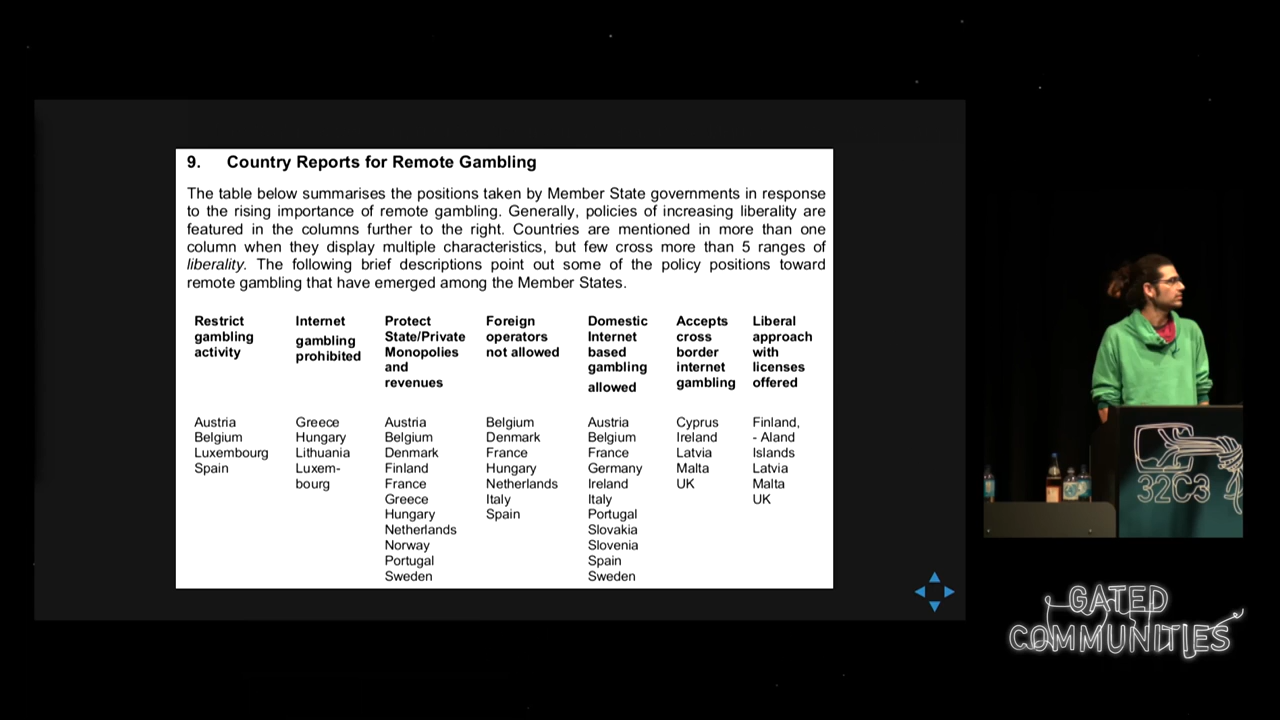 9. Country Reports for Remote Gambling
The table below summarises the positions taken by Member State governments in response
to the rising importance of remote gambling. Generally, policies of increasing liberality are
featured in the columns further to the right. Countries are mentioned in more than one
column when they display multiple characteristics, but few cross more than 5 ranges of
liberality. The following brief descriptions point out some of the policy positions toward
remote gambling that have emerged among the Member States.
Restrict
gambling
activity
Austria
Belgium
Luxembourg
Spain
Internet
gambling
prohibited
Greece
Hungary
Lithuania
Luxem-
bourg
Protect
State/Private
Monopolies
and
revenues
Austria
Belgium
Denmark
Finland
France
Greece
Hungary
Netherlands
Norway
Portugal
Sweden
Foreign
operators
not allowed
Belgium
Denmark
France
Hungary
Netherlands
Italy
Spain
Domestic
Internet
based
gambling
allowed
Austria
Belgium
France
Germany
Ireland
Italy
Portugal
Slovakia
Slovenia
Spain
Sweden
Accepts
cross
border
internet
gambling
Cyprus
Ireland
Latvia
Malta
UK
Liberal
approach
with
licenses
offered
Finland,
- Aland
Islands
Latvia
Malta
UK
32C3
GATED
COMMUNITIES